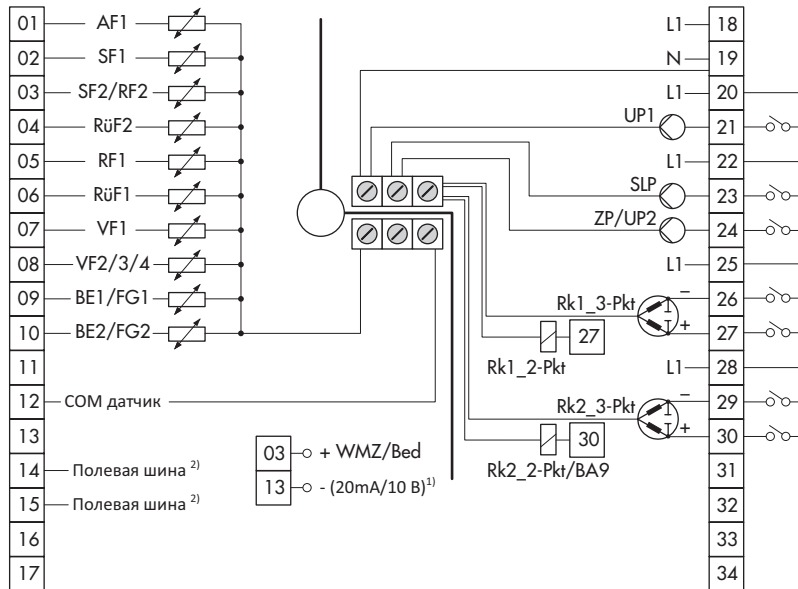 01 AF1
02 SF1
03 SF2/RF2
04 RüF2
05 RF1
06 RüF1
07 VF1
08 VF2/3/4
09 BE1/FG1
10 BE2/FG2
11
12 COM датчик
13
14 Полевая шина 2)
15 Полевая шина 2)
16
17
03 + WMZ/Bed
13 - (20mA/10 В)1)
L1 18
N 19
L1 20
UP1 21
L1 22
SLP 23
ZP/UP2 24
L1 25
Rk1_3-Pkt − 26
+ 27
27
Rk1_2-Pkt
L1 28
Rk2_3-Pkt − 29
+ 30
30
Rk2_2-Pkt/BA9
31
32
33
34